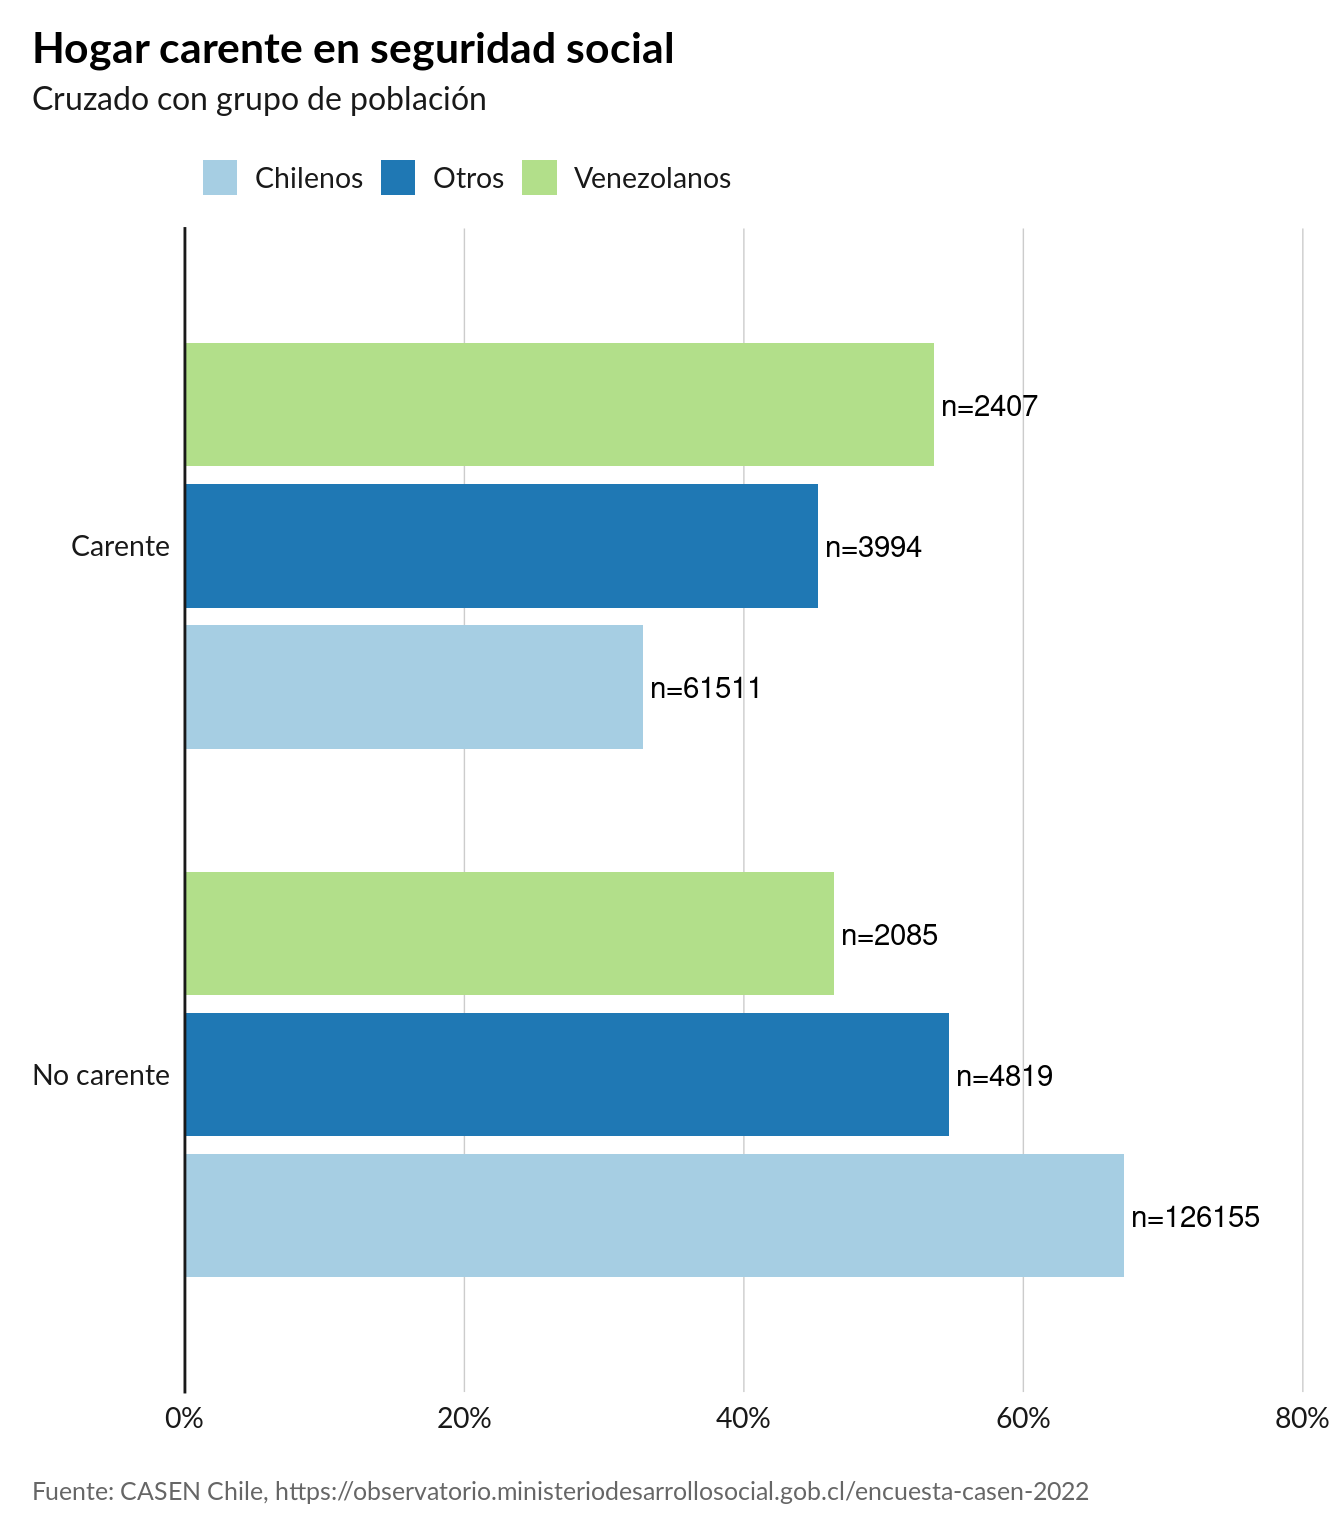 Hogar carente en seguridad social
Cruzado con grupo de población
Chilenos Otros Venezolanos
n=2407
Carente n=3994
n=61511
n=2085
No carente n=4819
n=126155
0% 20% 40% 60% 80%
Fuente: CASEN Chile, https://observatorio.ministeriodesarrollosocial.gob.cl/encuesta-casen-2022